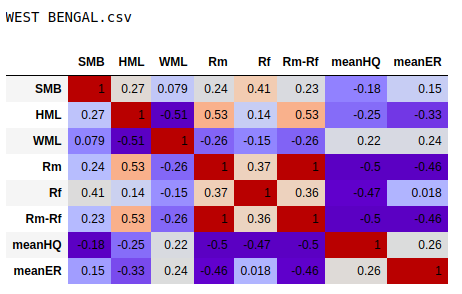 WEST BENGAL.csv
SMB HML WML Rm Rf Rm-Rf meanHQ meanER
SMB 1 0.27 0.079 0.24 0.41 0.23 -0.18 0.15
HML 0.27 1 -0.51 0.53 0.14 0.53 -0.25 -0.33
WML 0.079 -0.51 1 -0.26 -0.15 -0.26 0.22 0.24
Rm 0.24 0.53 -0.26 1 0.37 1 -0.5 -0.46
Rf 0.41 0.14 -0.15 0.37 1 0.36 -0.47 0.018
Rm-Rf 0.23 0.53 -0.26 1 0.36 1 -0.5 -0.46
meanHQ -0.18 -0.25 0.22 -0.5 -0.47 -0.5 1 0.26
meanER 0.15 -0.33 0.24 -0.46 0.018 -0.46 0.26 1